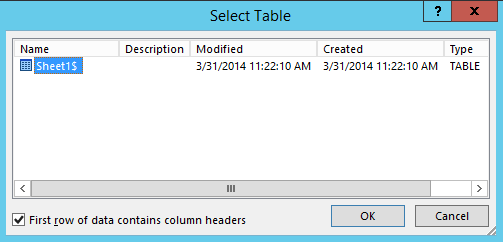 Select Table
? X
Name Description Modified Created Type
Sheet1$ 3/31/2014 11:22:10 AM 3/31/2014 11:22:10 AM TABLE
First row of data contains column headers OK Cancel